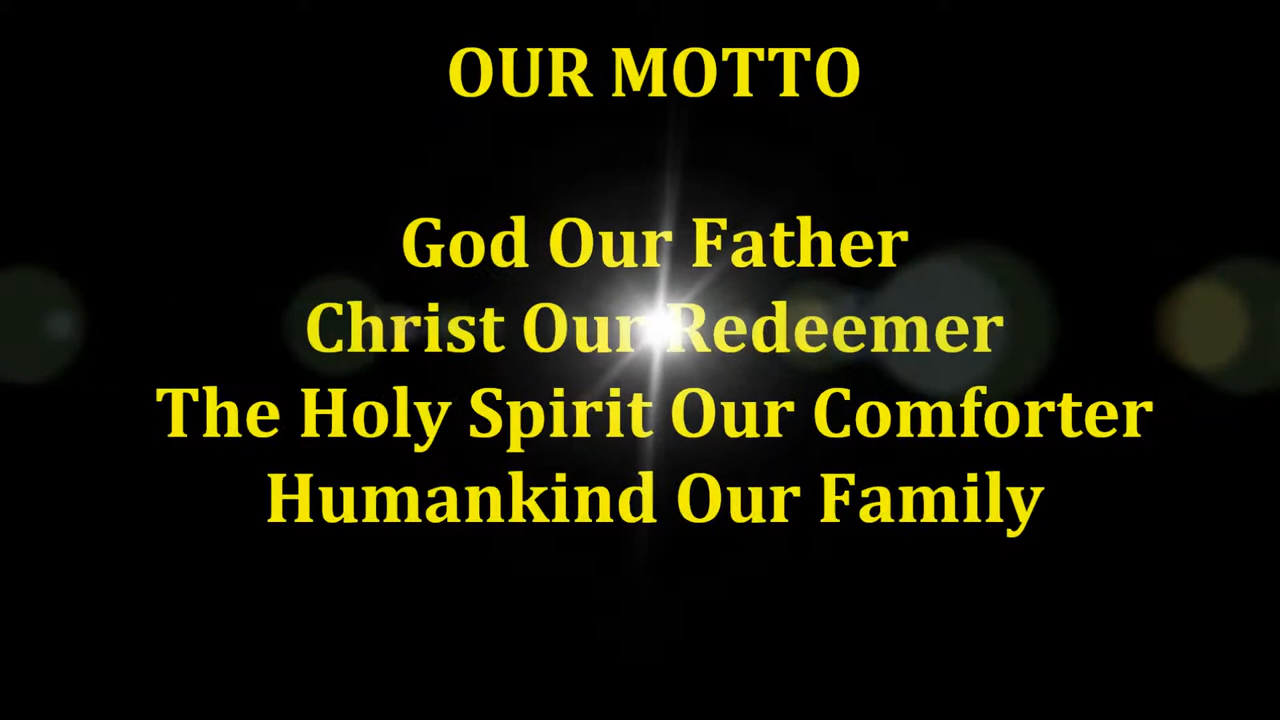 OUR MOTTO
God Our Father
Christ Our Redeemer
The Holy Spirit Our Comforter
Humankind Our Family